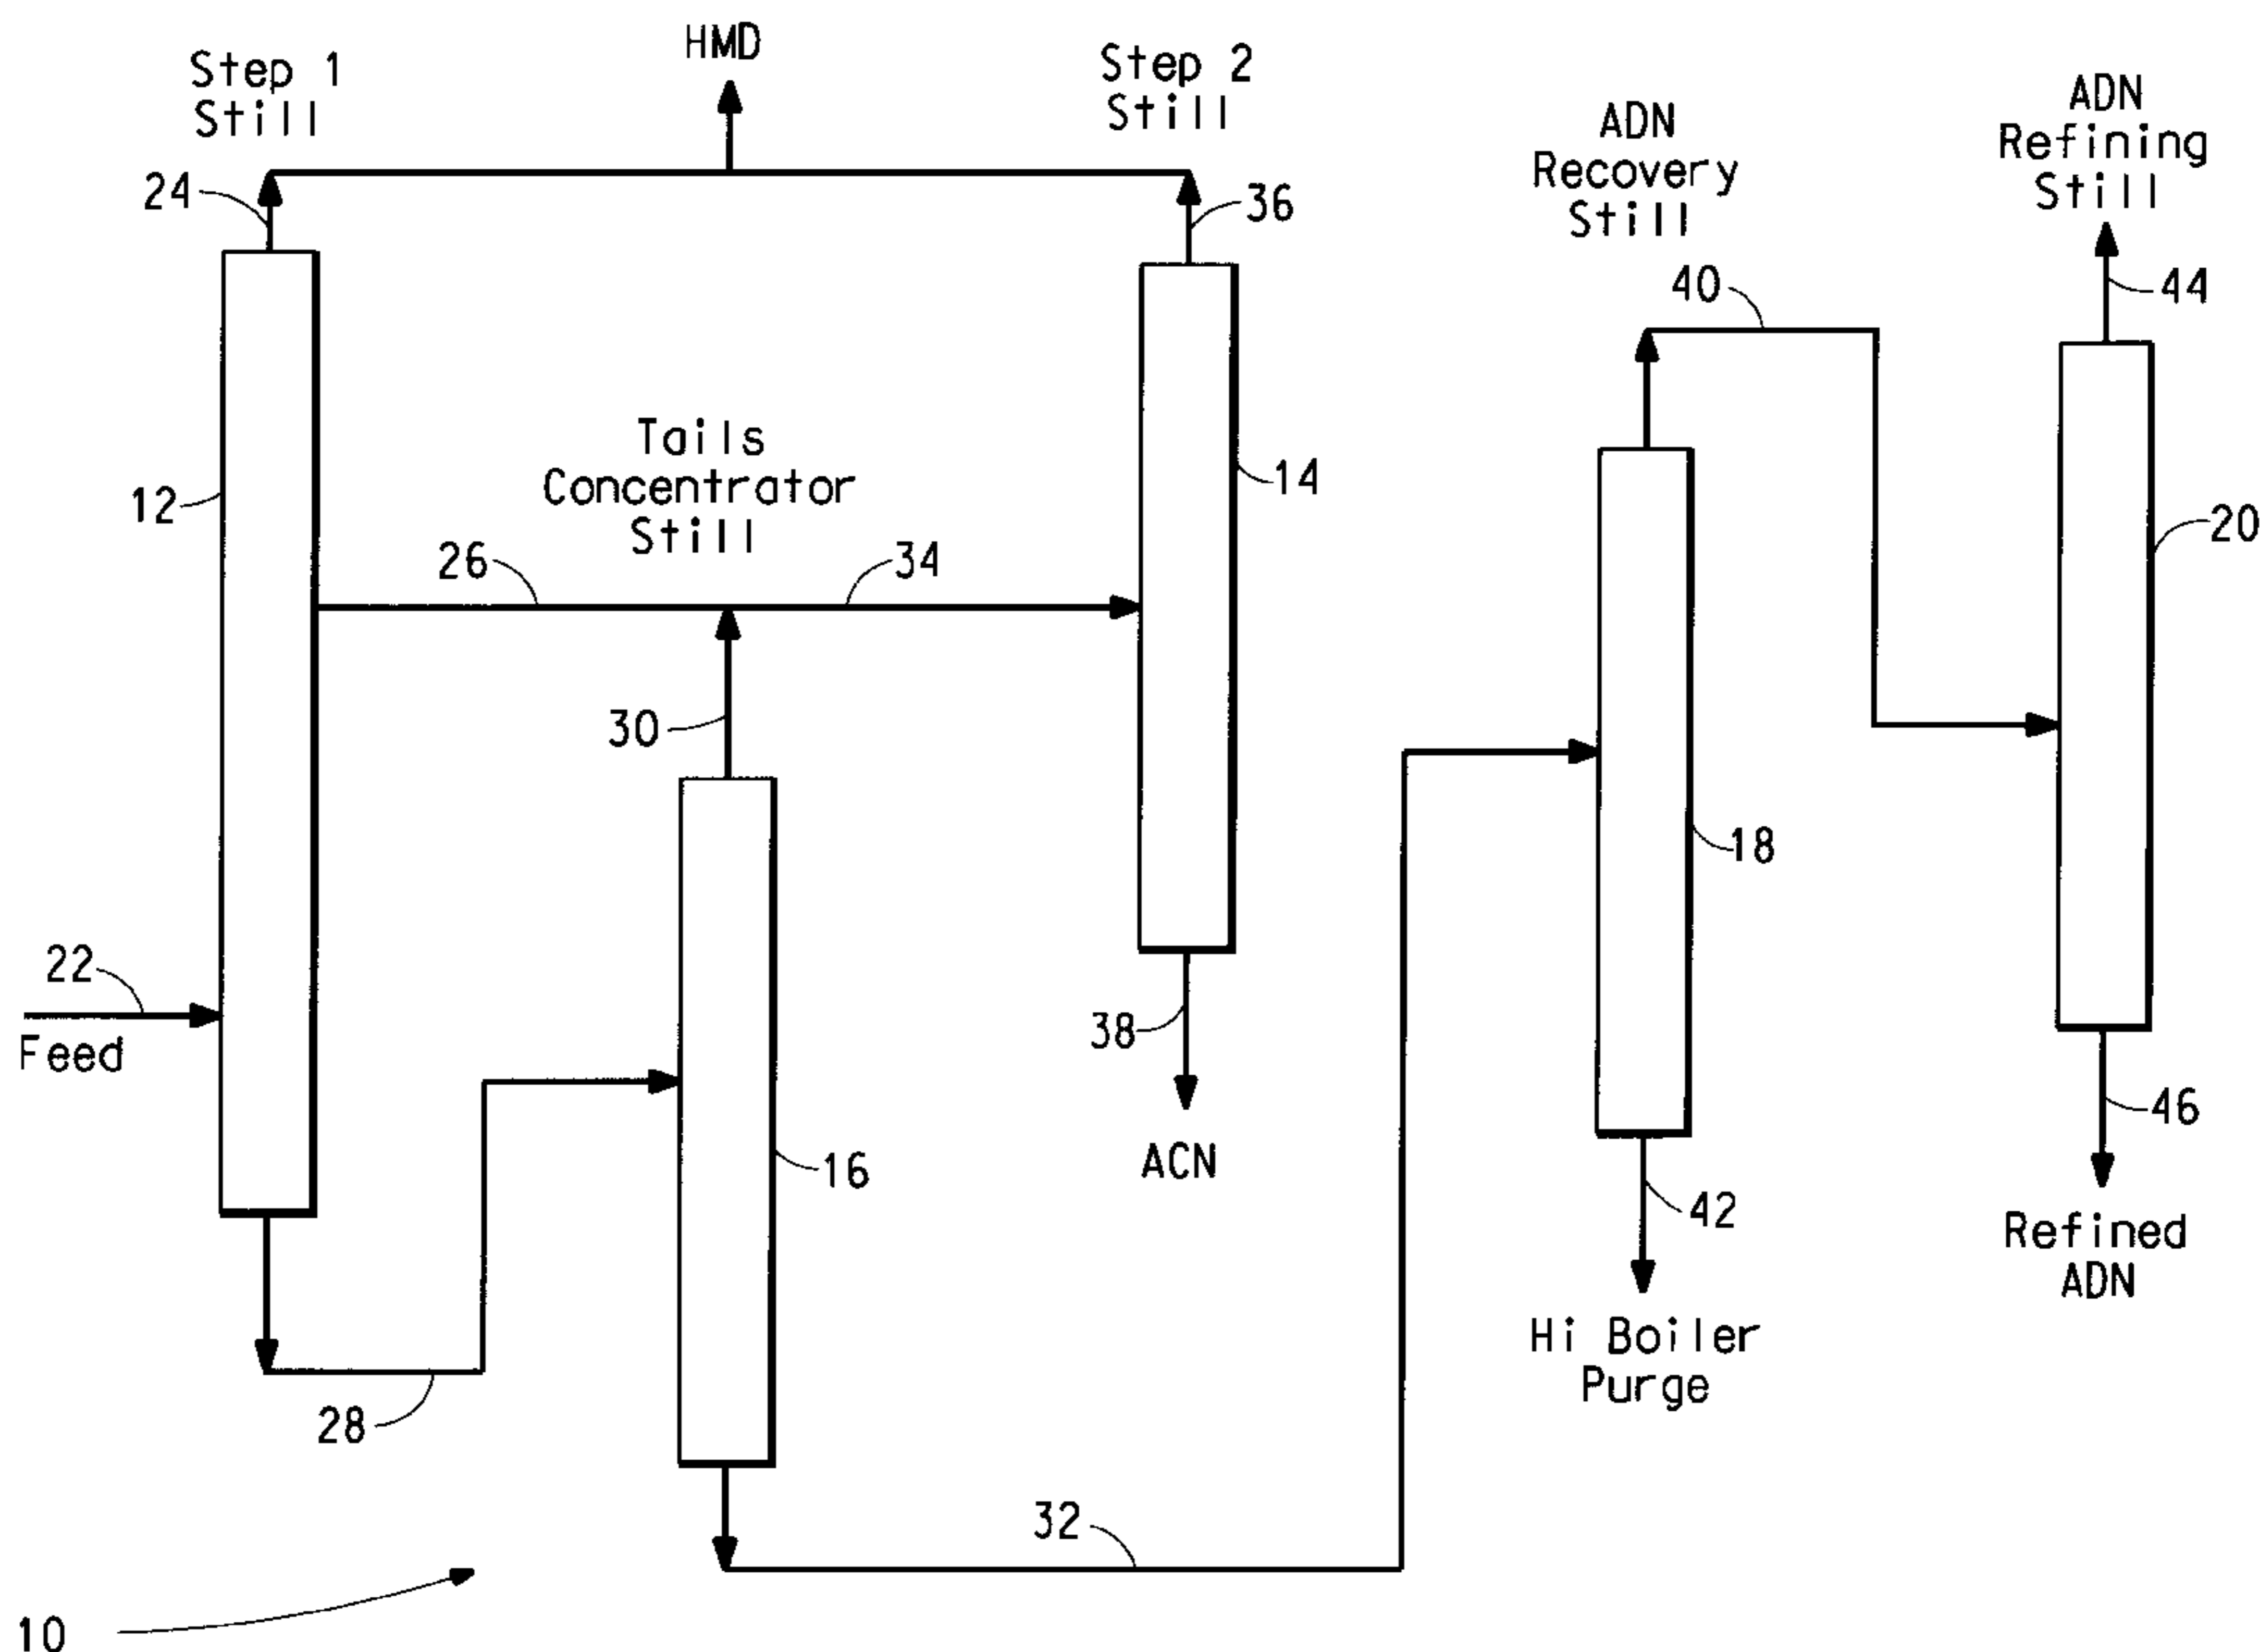 HMD
Step 1
Still
Step 2
Still
ADN
Recovery
Still
ADN
Refining
Still
24
36
40
44
12
Tails
Concentrator
Still
14
20
26
34
30
18
22
Feed
38
ACN
16
46
42
Refined
ADN
Hi Boiler
Purge
28
32
10